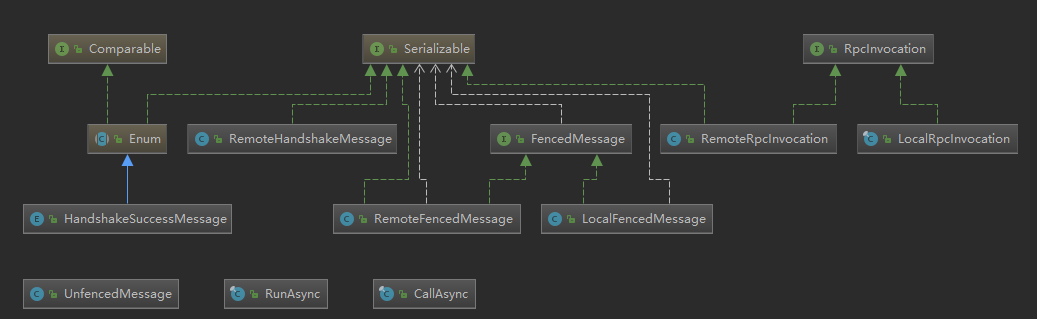 Comparable
Serializable
RpcInvocation
Enum
RemoteHandshakeMessage
FencedMessage
RemoteRpcInvocation
LocalRpcInvocation
HandshakeSuccessMessage
RemoteFencedMessage
LocalFencedMessage
UnfencedMessage
RunAsync
CallAsync